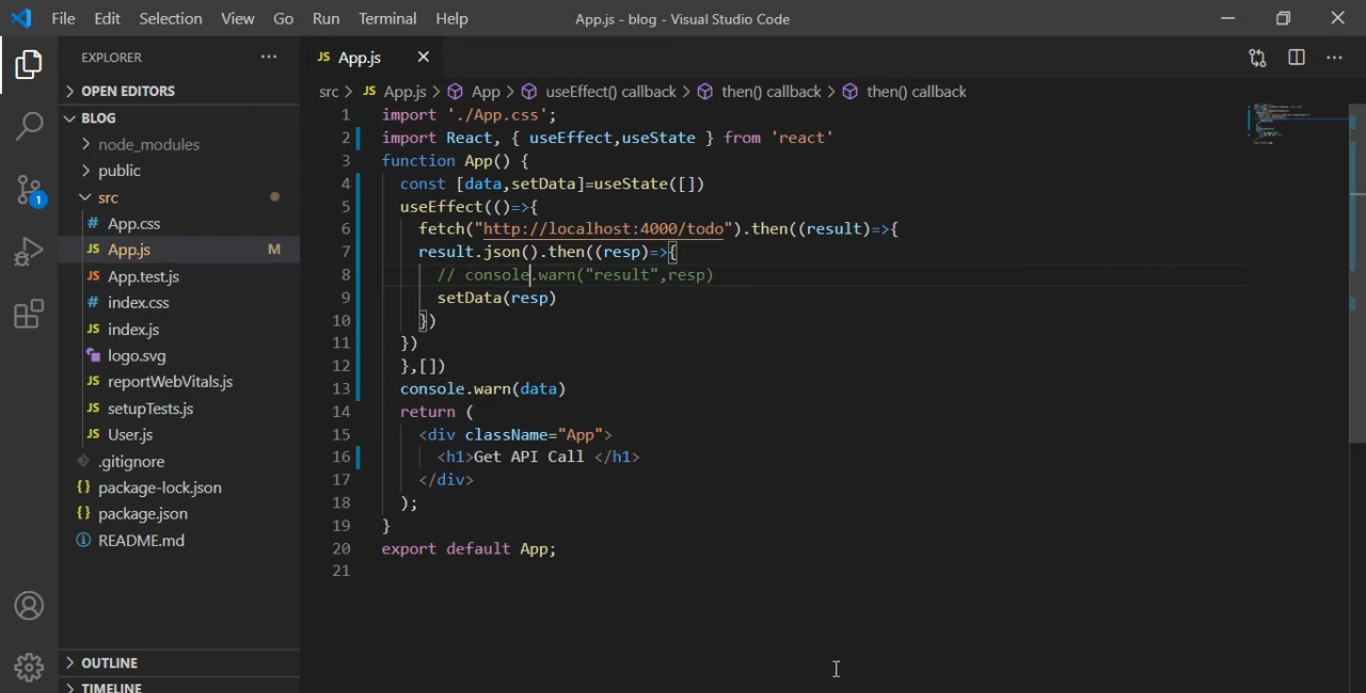 File Edit Selection View Go Run Terminal Help App.js - blog - Visual Studio Code
EXPLORER
OPEN EDITORS
BLOG
node_modules
public
src
# App.css
JS App.js M
JS App.test.js
# index.css
JS index.js
logo.svg
JS reportWebVitals.js
JS setupTests.js
JS User.js
.gitignore
{} package-lock.json
{} package.json
README.md
OUTLINE
TIMELINE
1
JS App.js
src > JS App.js > App > useEffect() callback > then() callback > then() callback
1 import './App.css';
2 import React, { useEffect,useState } from 'react'
3 function App() {
4 const [data,setData]=useState([])
5 useEffect(()=>{
6 fetch("http://localhost:4000/todo").then((result)=>{
7 result.json().then((resp)=>{
8 // console.warn("result",resp)
9 setData(resp)
10 })
11 })
12 },[])
13 console.warn(data)
14 return (
15 <div className="App">
16 <h1>Get API Call </h1>
17 </div>
18 );
19 }
20 export default App;
21